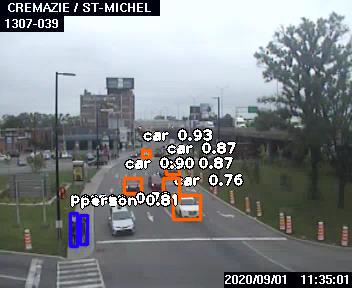 CREMAZIE / ST-MICHEL
1307-039
car 0.93
car 0.87
car 0.90 0.87
car 0.76
person 0.81
2020/09/01 11:35:01